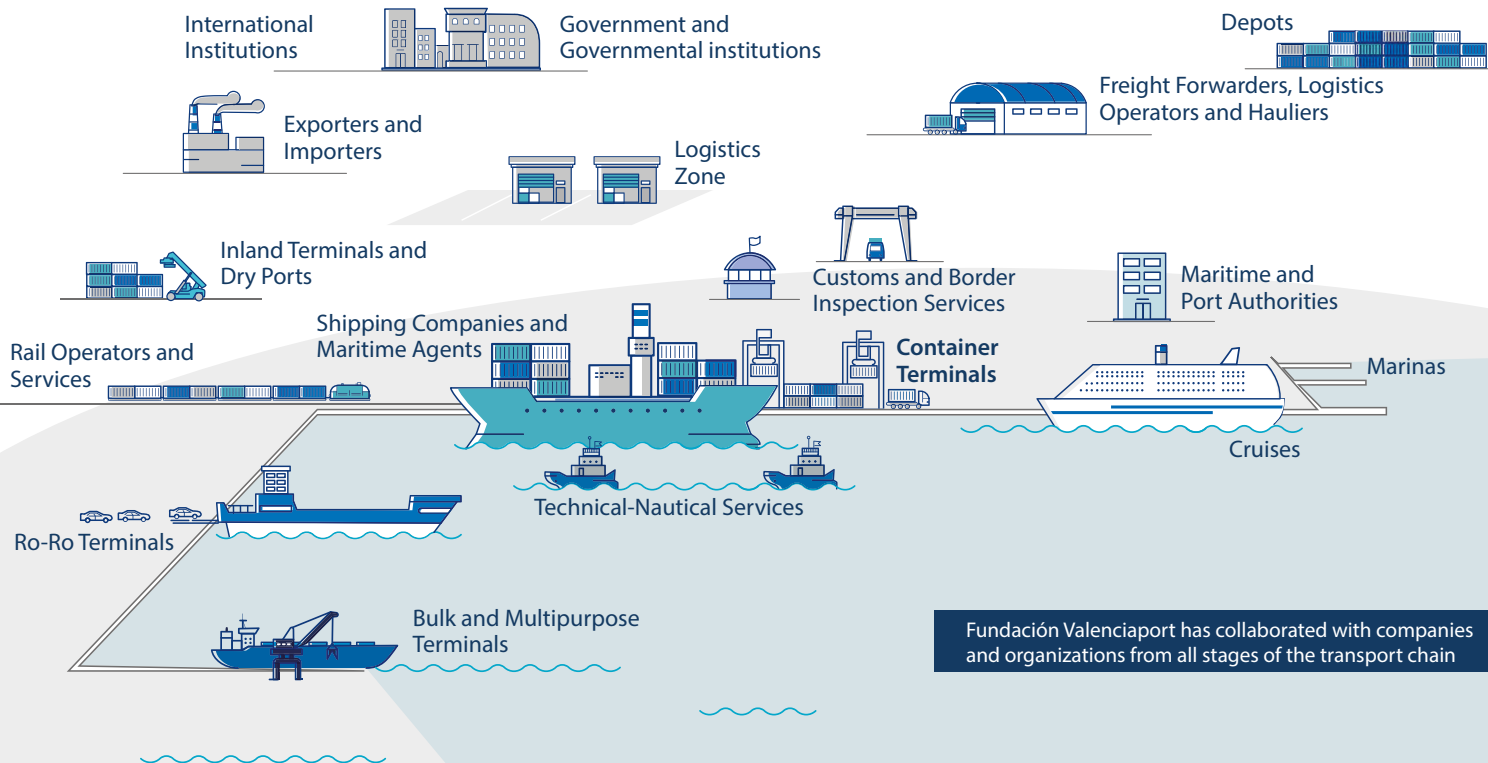 International
Institutions
Government and
Governmental institutions
Depots
Freight Forwarders, Logistics
Operators and Hauliers
Exporters and
Importers
Logistics
Zone
Inland Terminals and
Dry Ports
Customs and Border
Inspection Services
Maritime and
Port Authorities
Shipping Companies and
Maritime Agents
Rail Operators and
Services
Container
Terminals
Marinas
Cruises
Technical-Nautical Services
Ro-Ro Terminals
Bulk and Multipurpose
Terminals
Fundación Valenciaport has collaborated with companies
and organizations from all stages of the transport chain